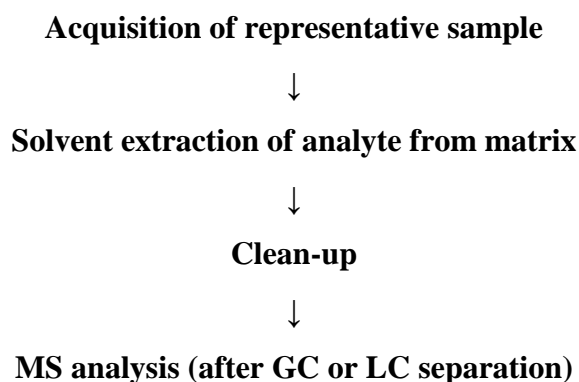 Acquisition of representative sample
↓
Solvent extraction of analyte from matrix
↓
Clean-up
↓
MS analysis (after GC or LC separation)